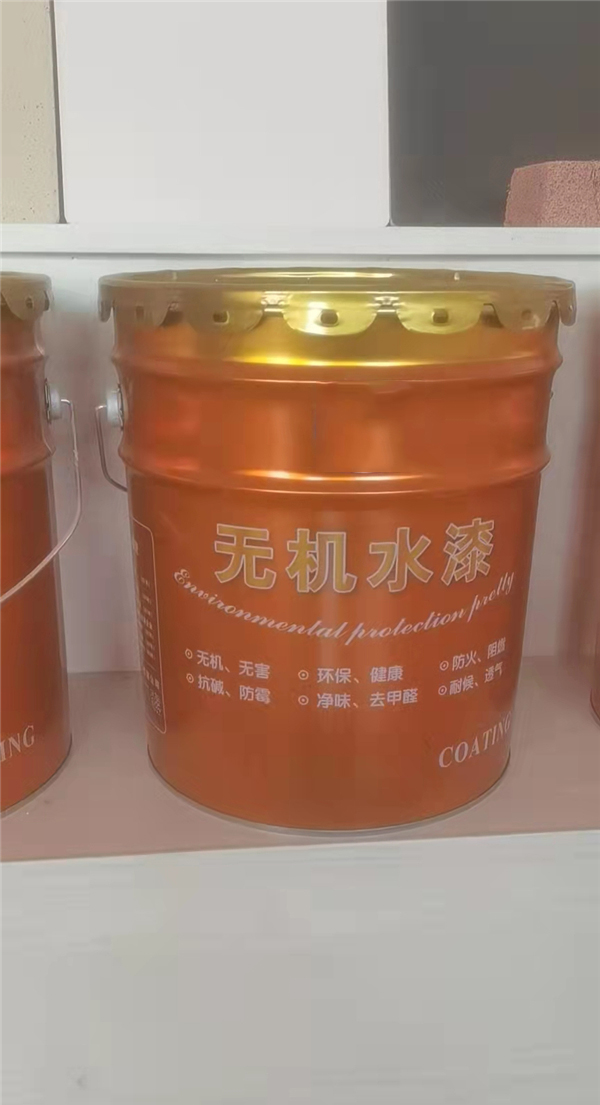 无机水漆
Environmental protection pretty
无机、无害
抗碱、防霉
环保、健康
净味、去甲醛
防火、阻燃
耐候、透气
COATING
ING